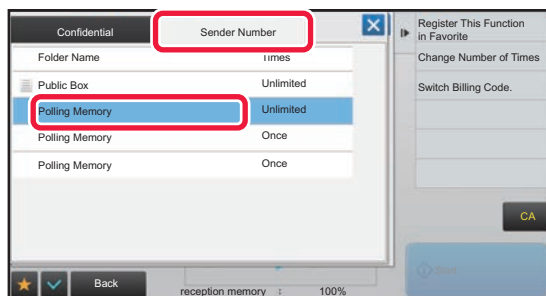 Confidential
Sender Number
Folder Name
Times
Public Box
Unlimited
Polling Memory
Unlimited
Polling Memory
Once
Polling Memory
Once
Back
reception memory : 100%
Register This Function
in Favorite
Change Number of Times
Switch Billing Code.
CA
Start